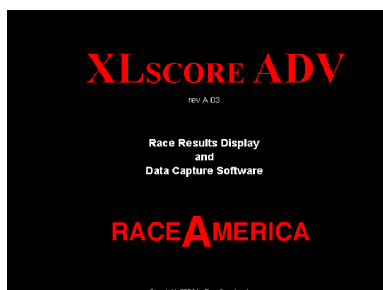 XLSCORE ADV
rev A.03
Race Results Display
and
Data Capture Software
RACEAMERICA